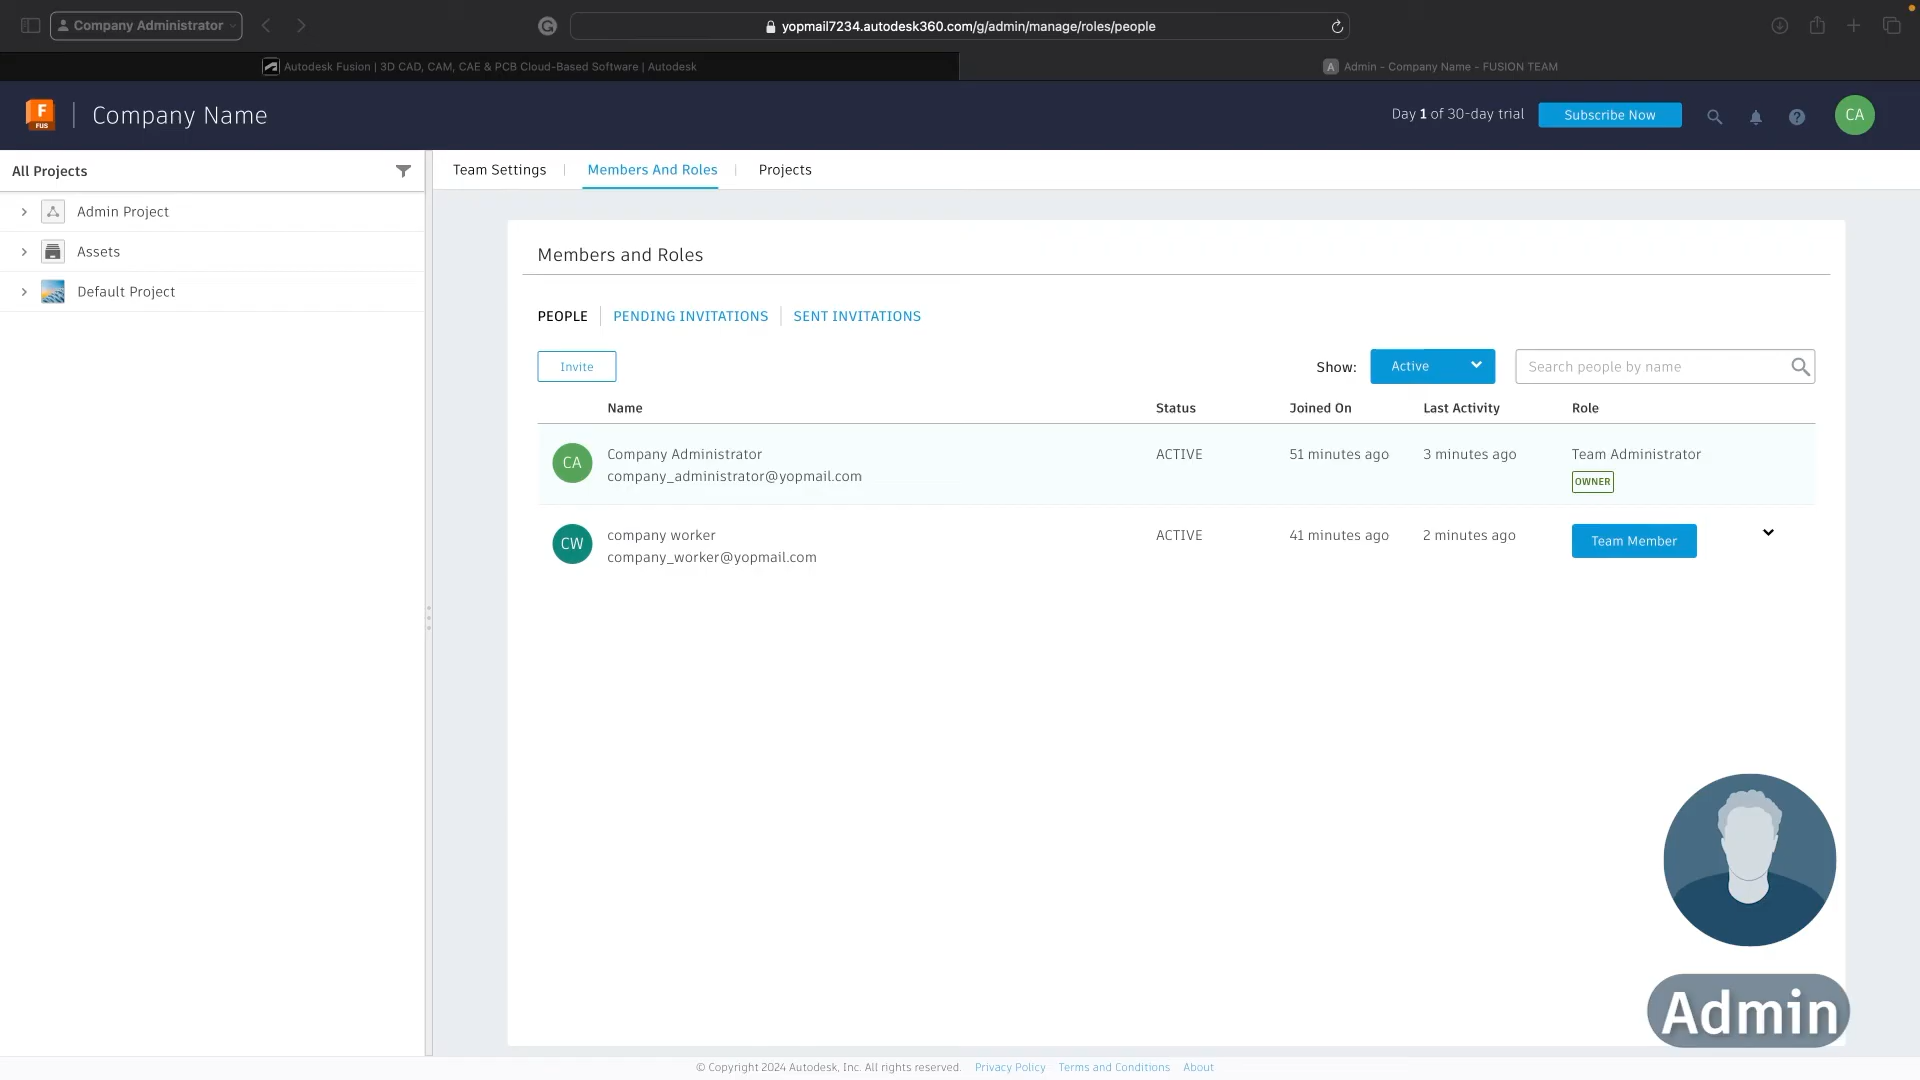 Company Administrator
yopmail7234.autodesk360.com/g/admin/manage/roles/people
Autodesk Fusion | 3D CAD, CAM, CAE & PCB Cloud-Based Software | Autodesk
A Admin - Company Name - FUSION TEAM
F FUS
Company Name
Day 1 of 30-day trial
Subscribe Now
CA
All Projects
Admin Project
Assets
Default Project
Team Settings
Members And Roles
Projects
Members and Roles
PEOPLE
PENDING INVITATIONS
SENT INVITATIONS
Invite
Show:
Active
Search people by name
Name Status Joined On Last Activity Role
CA
Company Administrator ACTIVE 51 minutes ago 3 minutes ago Team Administrator
company_administrator@yopmail.com
OWNER
CW
company worker ACTIVE 41 minutes ago 2 minutes ago Team Member
company_worker@yopmail.com
Admin
© Copyright 2024 Autodesk, Inc. All rights reserved. Privacy Policy Terms and Conditions About